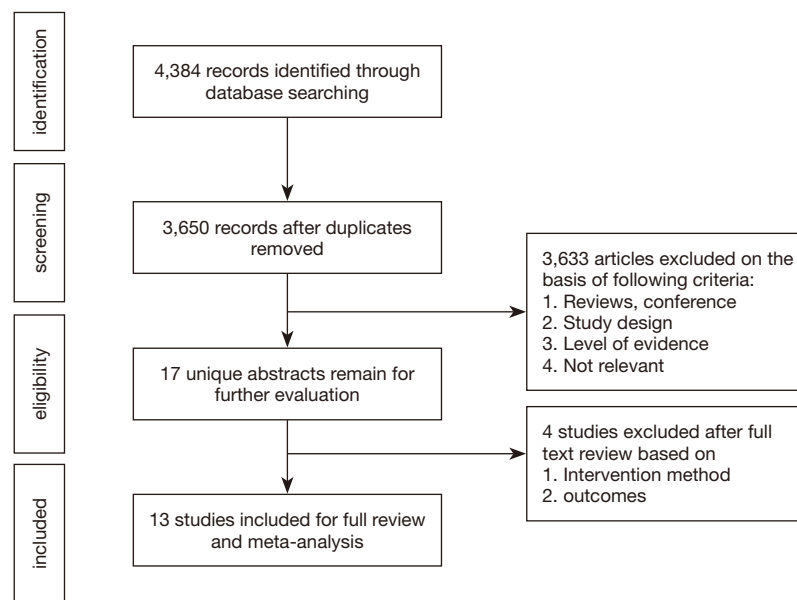 identification
4,384 records identified through
database searching
screening
3,650 records after duplicates
removed
3,633 articles excluded on the
basis of following criteria:
1. Reviews, conference
2. Study design
3. Level of evidence
4. Not relevant
eligibility
17 unique abstracts remain for
further evaluation
4 studies excluded after full
text review based on
1. Intervention method
2. outcomes
included
13 studies included for full review
and meta-analysis